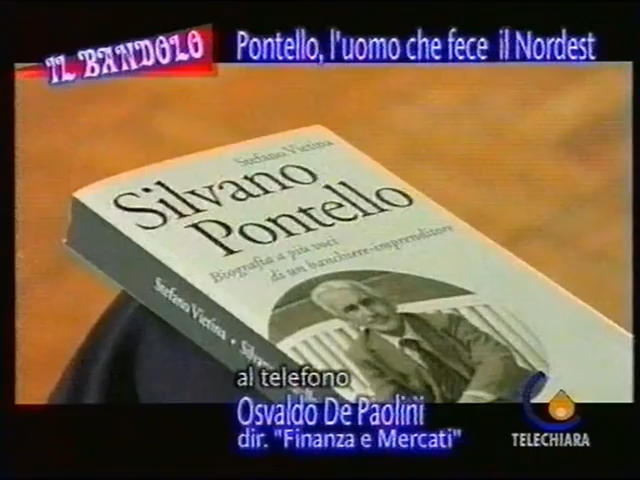 IL BANDOLO
Pontello, l'uomo che fece il Nordest
Stefano Vietina
Silvano
Pontello
Biografia a più voci
di un banchiere-imprenditore
Stefano Vietina • Silv
al telefono
Osvaldo De Paolini
dir. "Finanza e Mercati"
TELECHIARA